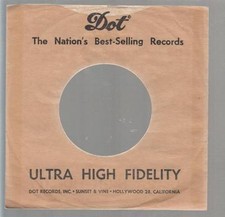 Dot
The Nation's Best-Selling Records
ULTRA HIGH FIDELITY
DOT RECORDS, INC. • SUNSET & VINE • HOLLYWOOD 28, CALIFORNIA